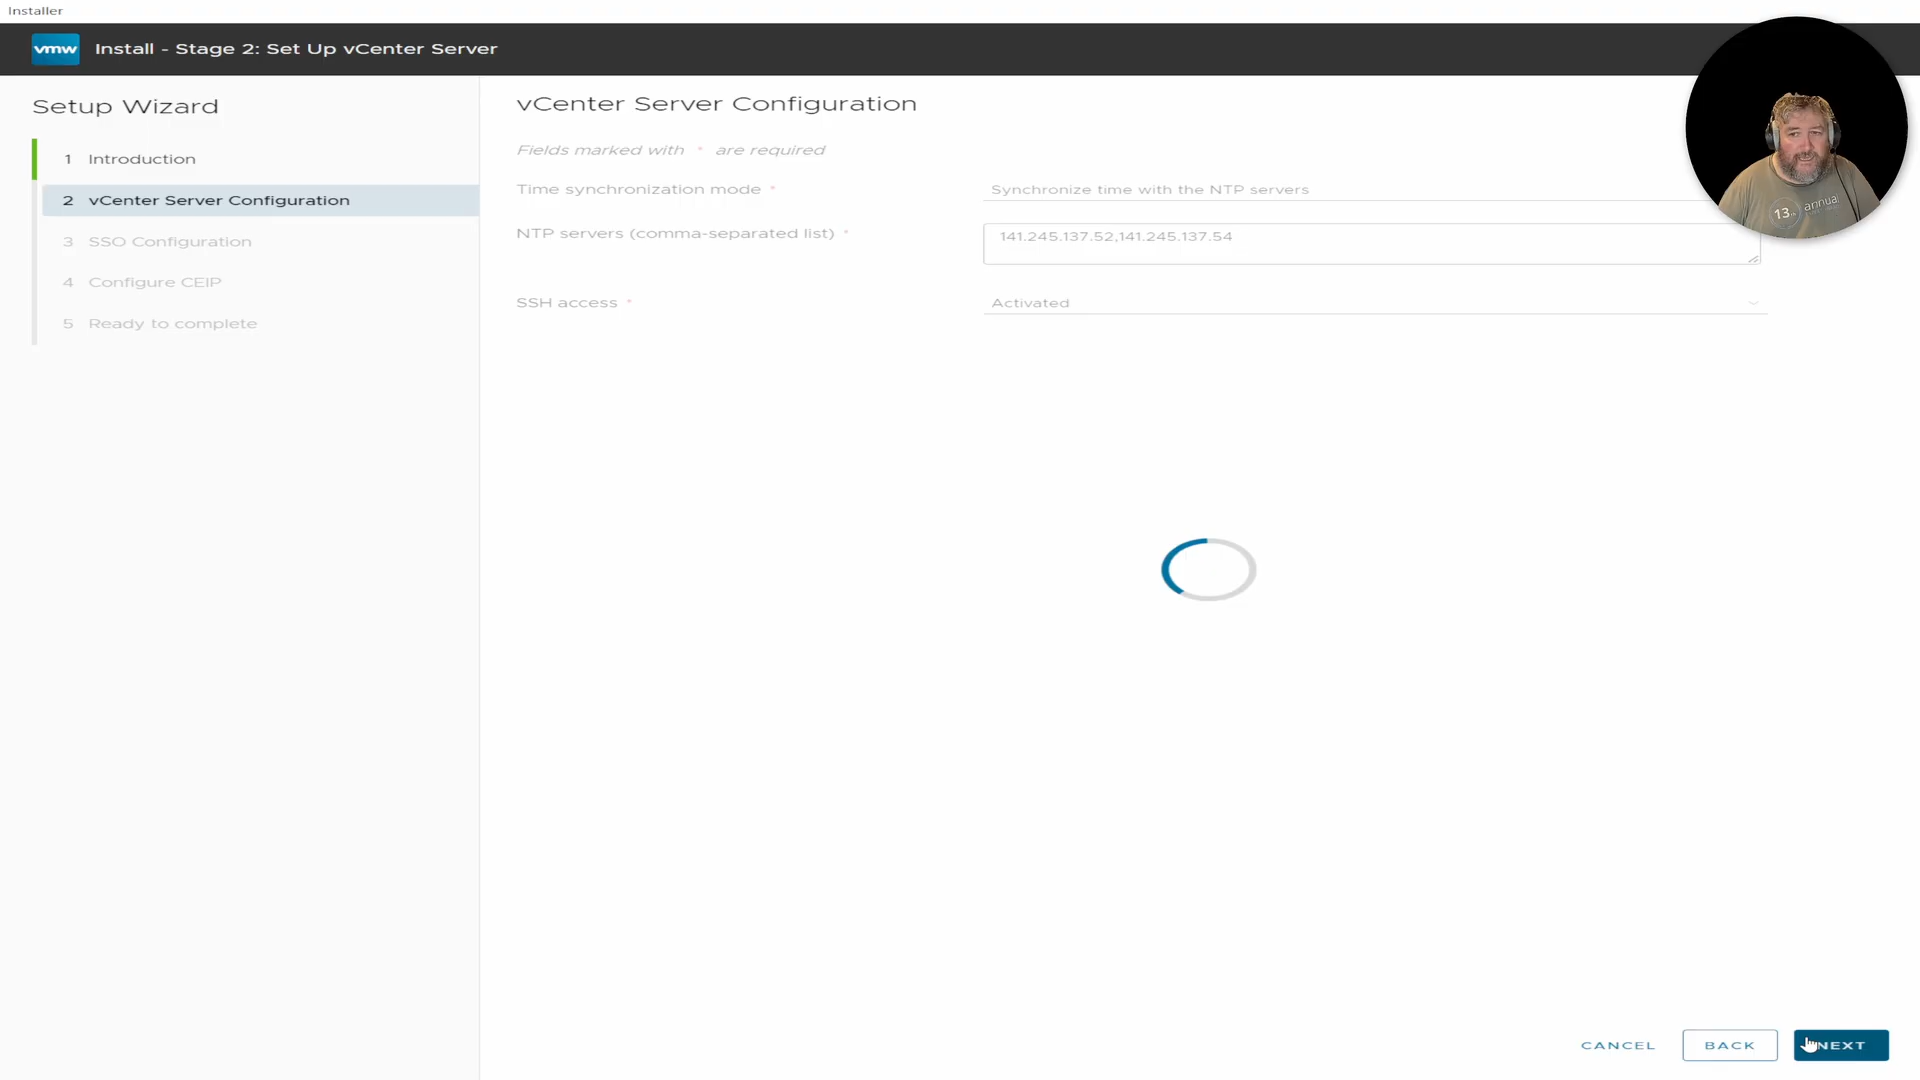 Installer
vmw Install - Stage 2: Set Up vCenter Server
Setup Wizard
1 Introduction
2 vCenter Server Configuration
3 SSO Configuration
4 Configure CEIP
5 Ready to complete
vCenter Server Configuration
Fields marked with * are required
Time synchronization mode * Synchronize time with the NTP servers
NTP servers (comma-separated list) * 141.245.137.52,141.245.137.54
SSH access * Activated
13th annual
CANCEL BACK NEXT